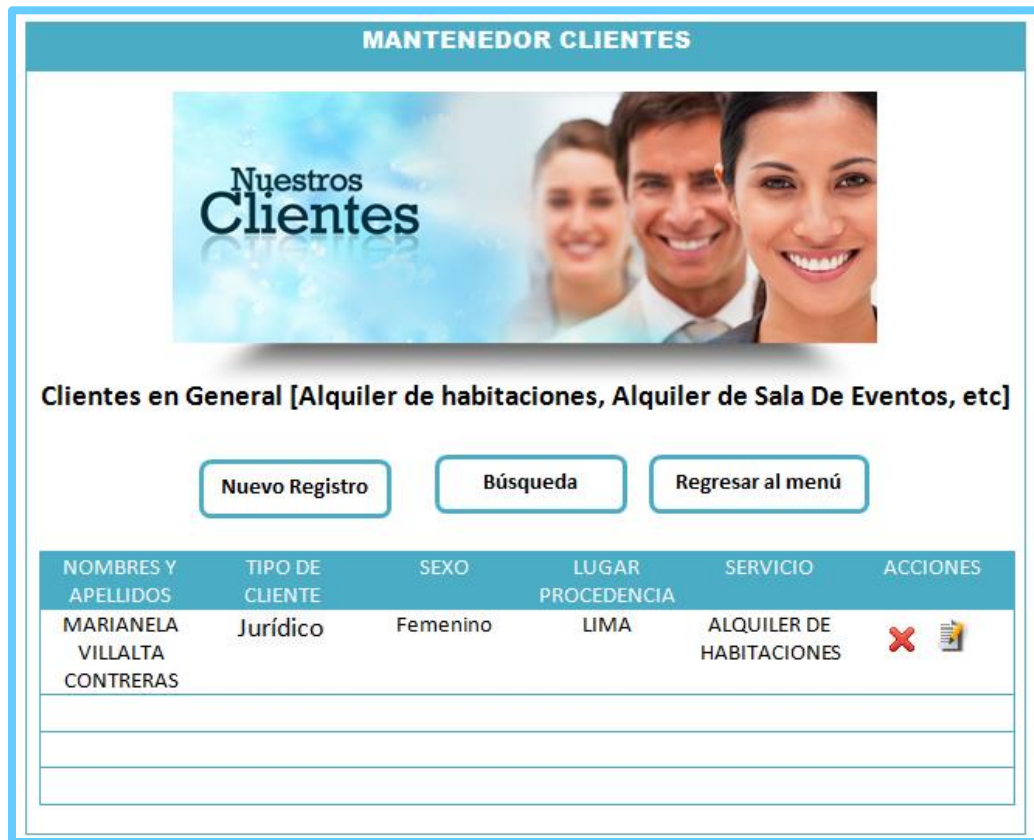 MANTENEDOR CLIENTES
Nuestros
Clientes
Clientes en General [Alquiler de habitaciones, Alquiler de Sala De Eventos, etc]
Nuevo Registro
Búsqueda
Regresar al menú
NOMBRES Y APELLIDOS
TIPO DE CLIENTE
SEXO
LUGAR PROCEDENCIA
SERVICIO
ACCIONES
MARIANELA VILLALTA CONTRERAS
Jurídico
Femenino
LIMA
ALQUILER DE HABITACIONES